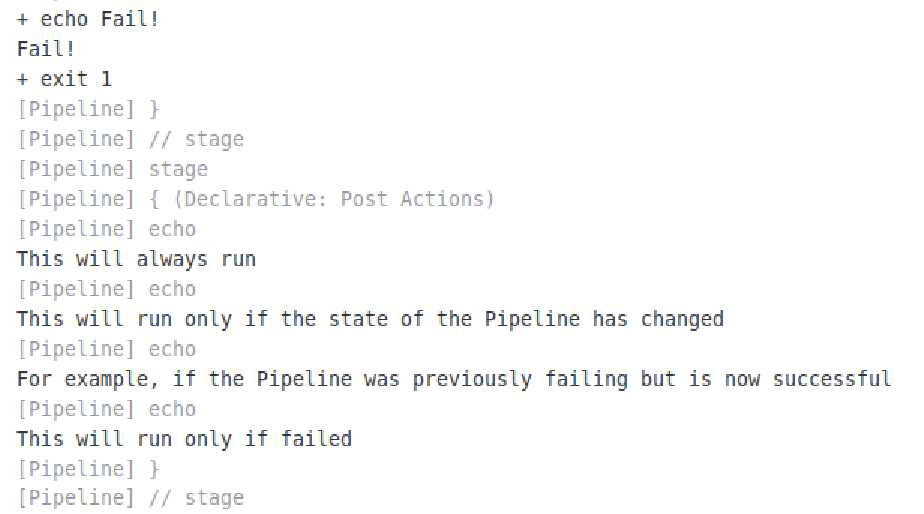 + echo Fail!
Fail!
+ exit 1
[Pipeline] }
[Pipeline] // stage
[Pipeline] stage
[Pipeline] { (Declarative: Post Actions)
[Pipeline] echo
This will always run
[Pipeline] echo
This will run only if the state of the Pipeline has changed
[Pipeline] echo
For example, if the Pipeline was previously failing but is now successful
[Pipeline] echo
This will run only if failed
[Pipeline] }
[Pipeline] // stage